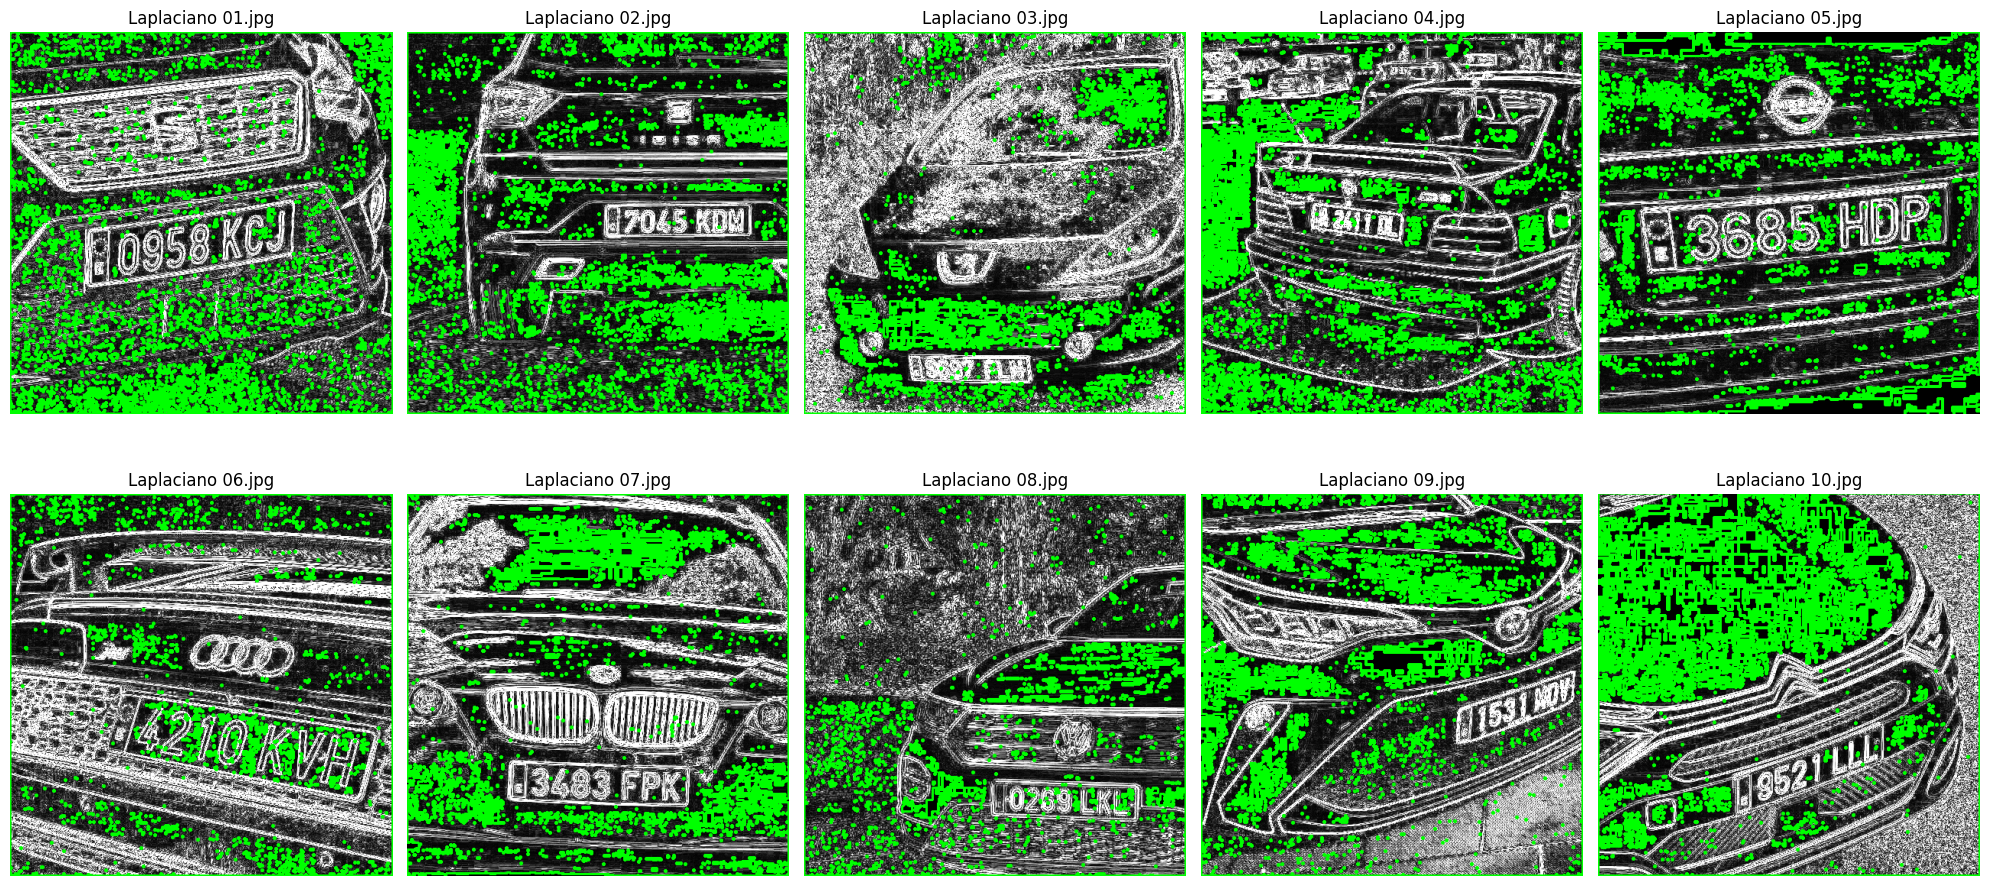 Laplaciano 01.jpg
Laplaciano 02.jpg
Laplaciano 03.jpg
Laplaciano 04.jpg
Laplaciano 05.jpg
0958 KCJ
7045 KDM
3685 HDP
Laplaciano 06.jpg
Laplaciano 07.jpg
Laplaciano 08.jpg
Laplaciano 09.jpg
Laplaciano 10.jpg
4210 KVH
3483 FPK
0269 LKL
1531 MDV
9521 LLL